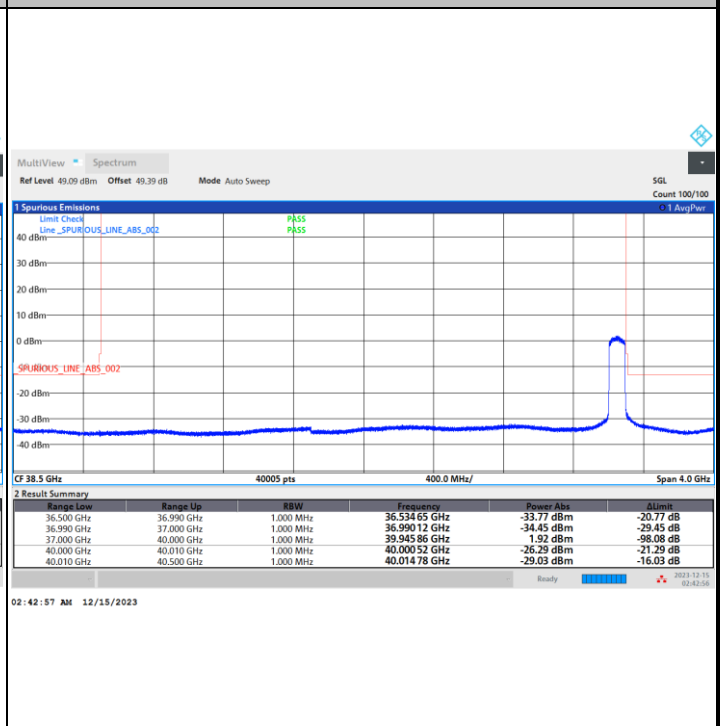 MultiView Spectrum
Ref Level 49.09 dBm Offset 49.39 dB Mode Auto Sweep SGL
Count 100/100
1 Spurious Emissions 1 AvgPwr
Limit Check PASS
Line _SPURIOUS_LINE_ABS_002 PASS
40 dBm
30 dBm
20 dBm
10 dBm
0 dBm
_SPURIOUS_LINE_ABS_002
-20 dBm
-30 dBm
-40 dBm
CF 38.5 GHz 40005 pts 400.0 MHz/ Span 4.0 GHz
2 Result Summary
Range Low Range Up RBW Frequency Power Abs ΔLimit
36.500 GHz 36.990 GHz 1.000 MHz 36.534 65 GHz -33.77 dBm -20.77 dB
36.990 GHz 37.000 GHz 1.000 MHz 36.990 12 GHz -34.45 dBm -29.45 dB
37.000 GHz 40.000 GHz 1.000 MHz 39.945 86 GHz 1.92 dBm -98.08 dB
40.000 GHz 40.010 GHz 1.000 MHz 40.000 52 GHz -26.29 dBm -21.29 dB
40.010 GHz 40.500 GHz 1.000 MHz 40.014 78 GHz -29.03 dBm -16.03 dB
Ready 2023-12-15
02:42:56
02:42:57 AM 12/15/2023